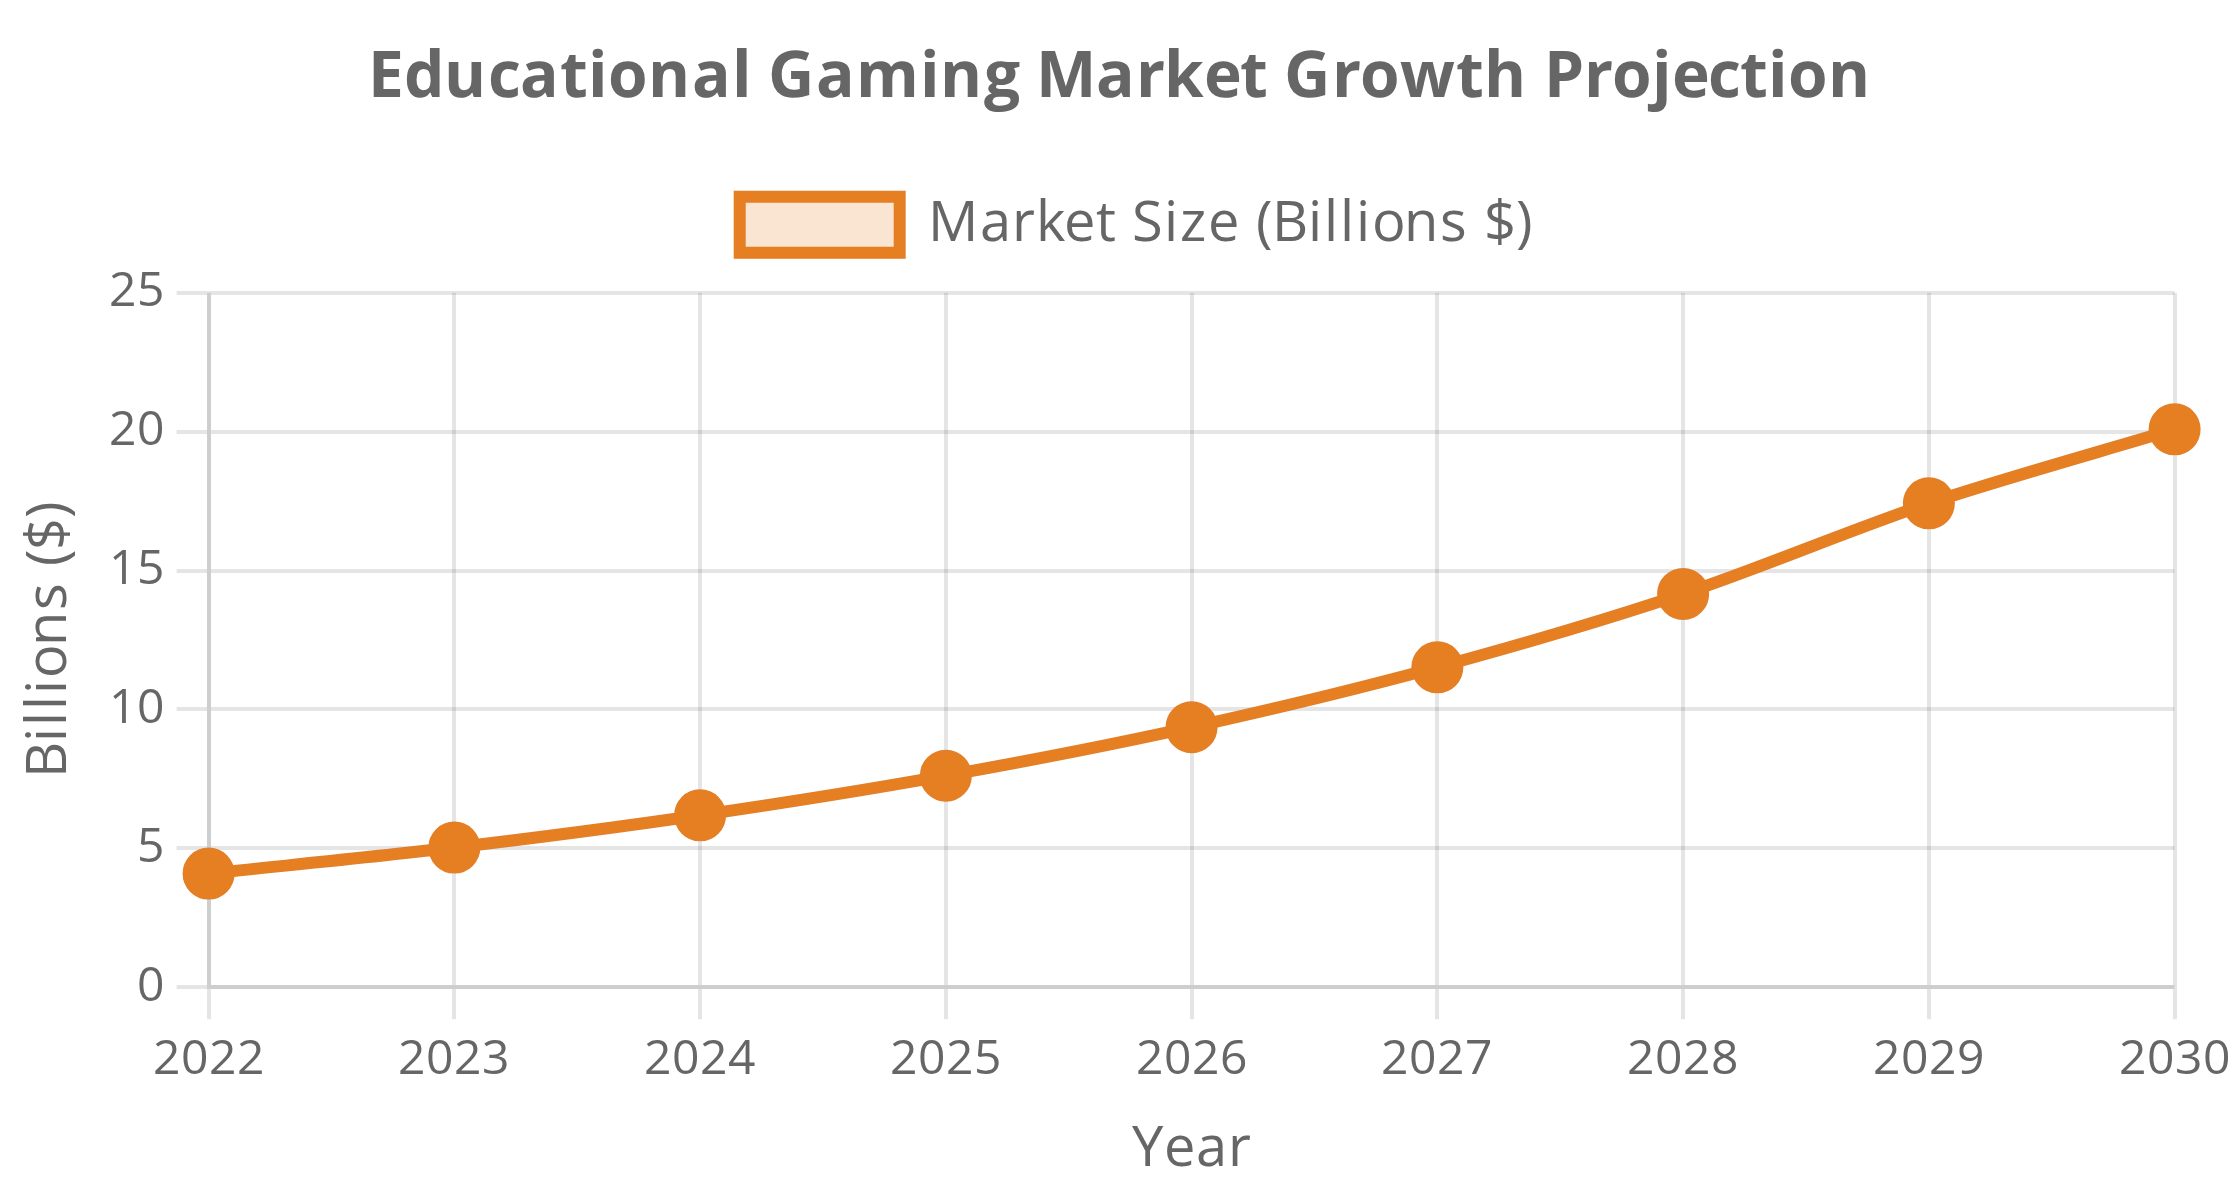 Educational Gaming Market Growth Projection
Market Size (Billions $)
25
20
15
10
5
0
Billions ($)
2022 2023 2024 2025 2026 2027 2028 2029 2030
Year